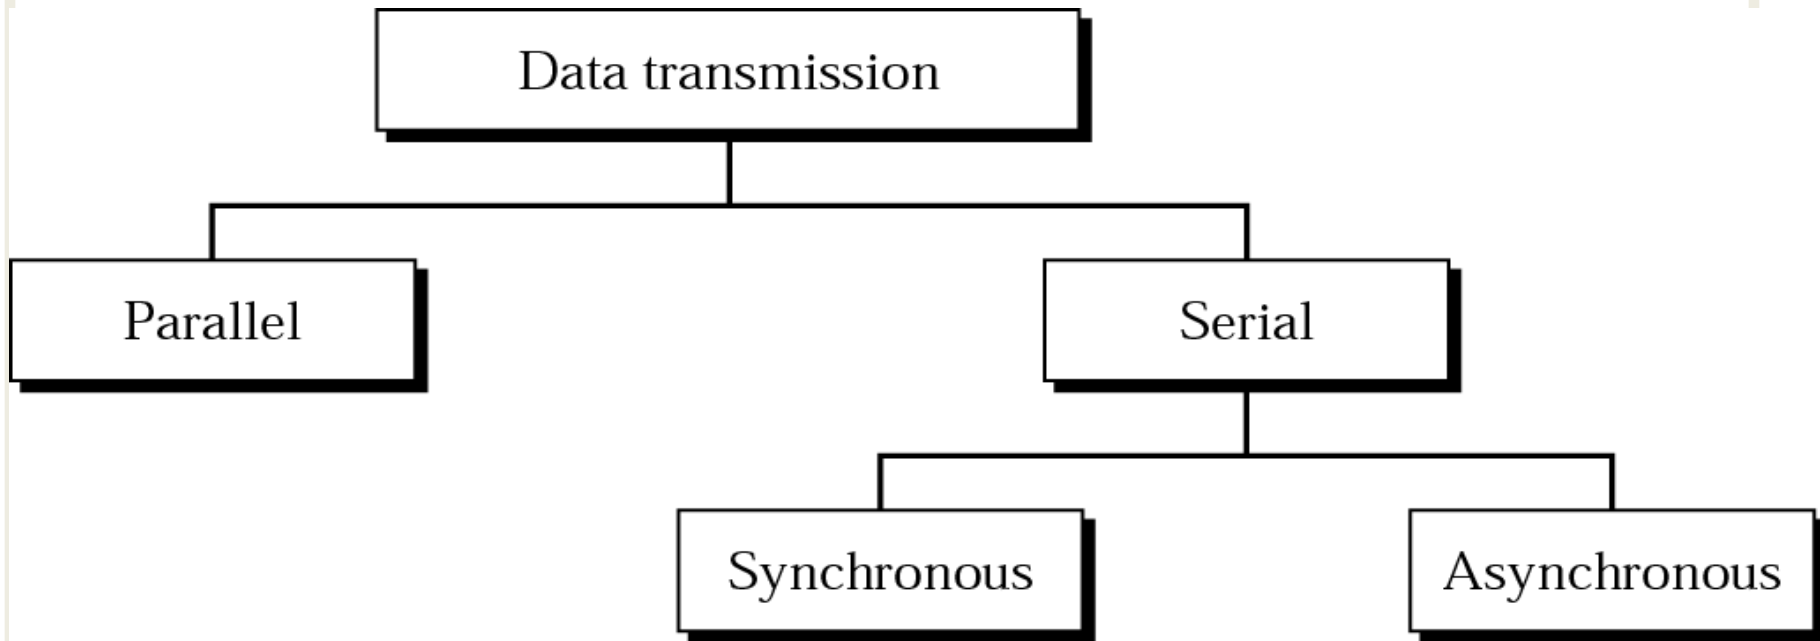 Data transmission
Parallel
Serial
Synchronous
Asynchronous